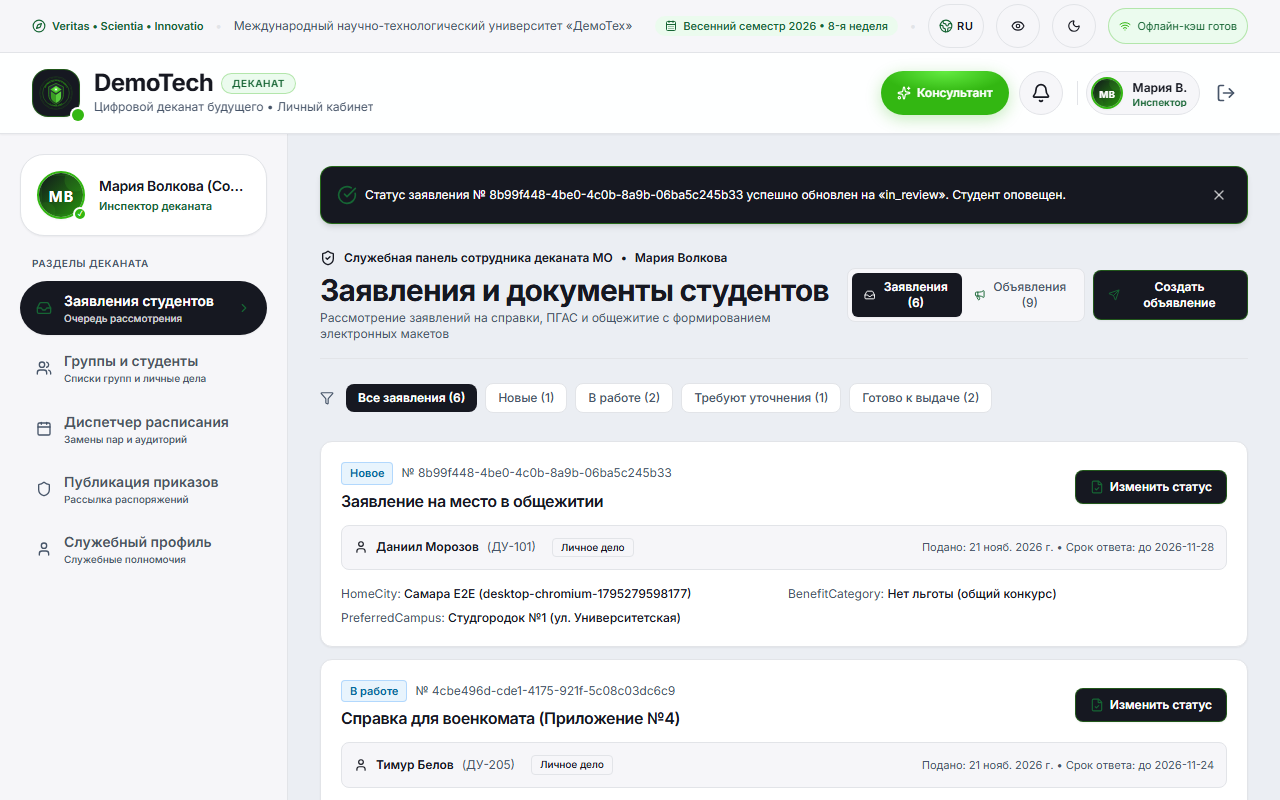 Veritas • Scientia • Innovatio • Международный научно-технологический университет «ДемоТех»
Весенний семестр 2026 • 8-я неделя
RU
Офлайн-кэш готов
DemoTech ДЕКАНАТ
Цифровой деканат будущего • Личный кабинет
Консультант
MB
Мария В.
Инспектор
MB
Мария Волкова (Со...
Инспектор деканата
РАЗДЕЛЫ ДЕКАНАТА
Заявления студентов
Очередь рассмотрения
Группы и студенты
Списки групп и личные дела
Диспетчер расписания
Замены пар и аудиторий
Публикация приказов
Рассылка распоряжений
Служебный профиль
Служебные полномочия
Статус заявления № 8b99f448-4be0-4c0b-8a9b-06ba5c245b33 успешно обновлен на «in_review». Студент оповещен.
Служебная панель сотрудника деканата МО • Мария Волкова
Заявления и документы студентов
Рассмотрение заявлений на справки, ПГАС и общежитие с формированием
электронных макетов
Заявления
(6)
Объявления
(9)
Создать
объявление
Все заявления (6)
Новые (1)
В работе (2)
Требуют уточнения (1)
Готово к выдаче (2)
Новое № 8b99f448-4be0-4c0b-8a9b-06ba5c245b33
Заявление на место в общежитии
Изменить статус
Даниил Морозов (ДУ-101) Личное дело
Подано: 21 нояб. 2026 г. • Срок ответа: до 2026-11-28
HomeCity: Самара E2E (desktop-chromium-1795279598177)
BenefitCategory: Нет льготы (общий конкурс)
PreferredCampus: Студгородок №1 (ул. Университетская)
В работе № 4cbe496d-cde1-4175-921f-5c08c03dc6c9
Справка для военкомата (Приложение №4)
Изменить статус
Тимур Белов (ДУ-205) Личное дело
Подано: 21 нояб. 2026 г. • Срок ответа: до 2026-11-24